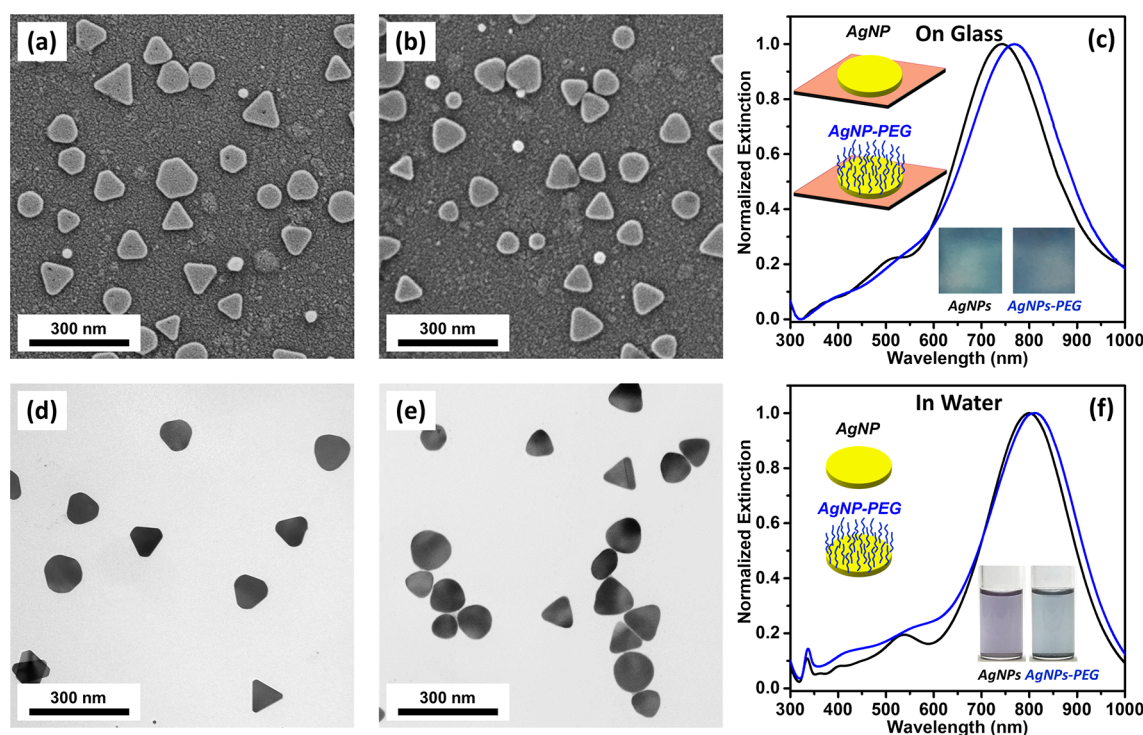 (a)
300 nm
(b)
300 nm
On Glass
(c)
AgNP
AgNP-PEG
AgNPs
AgNPs-PEG
Normalized Extinction
1.0
0.8
0.6
0.4
0.2
0.0
300 400 500 600 700 800 900 1000
Wavelength (nm)
(d)
300 nm
(e)
300 nm
In Water
(f)
AgNP
AgNP-PEG
AgNPs
AgNPs-PEG
Normalized Extinction
1.0
0.8
0.6
0.4
0.2
0.0
300 400 500 600 700 800 900 1000
Wavelength (nm)